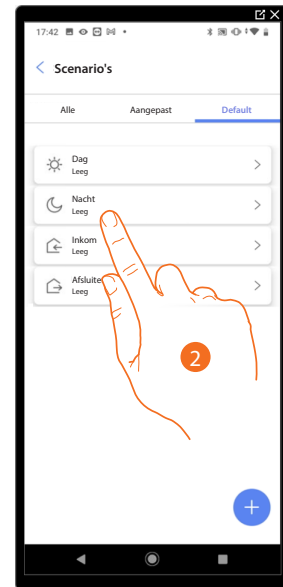 17:42
Scenario's
Alle Aangepast Default
Dag
Leeg
Nacht
Leeg
Inkom
Leeg
Afsluite
Leeg
2